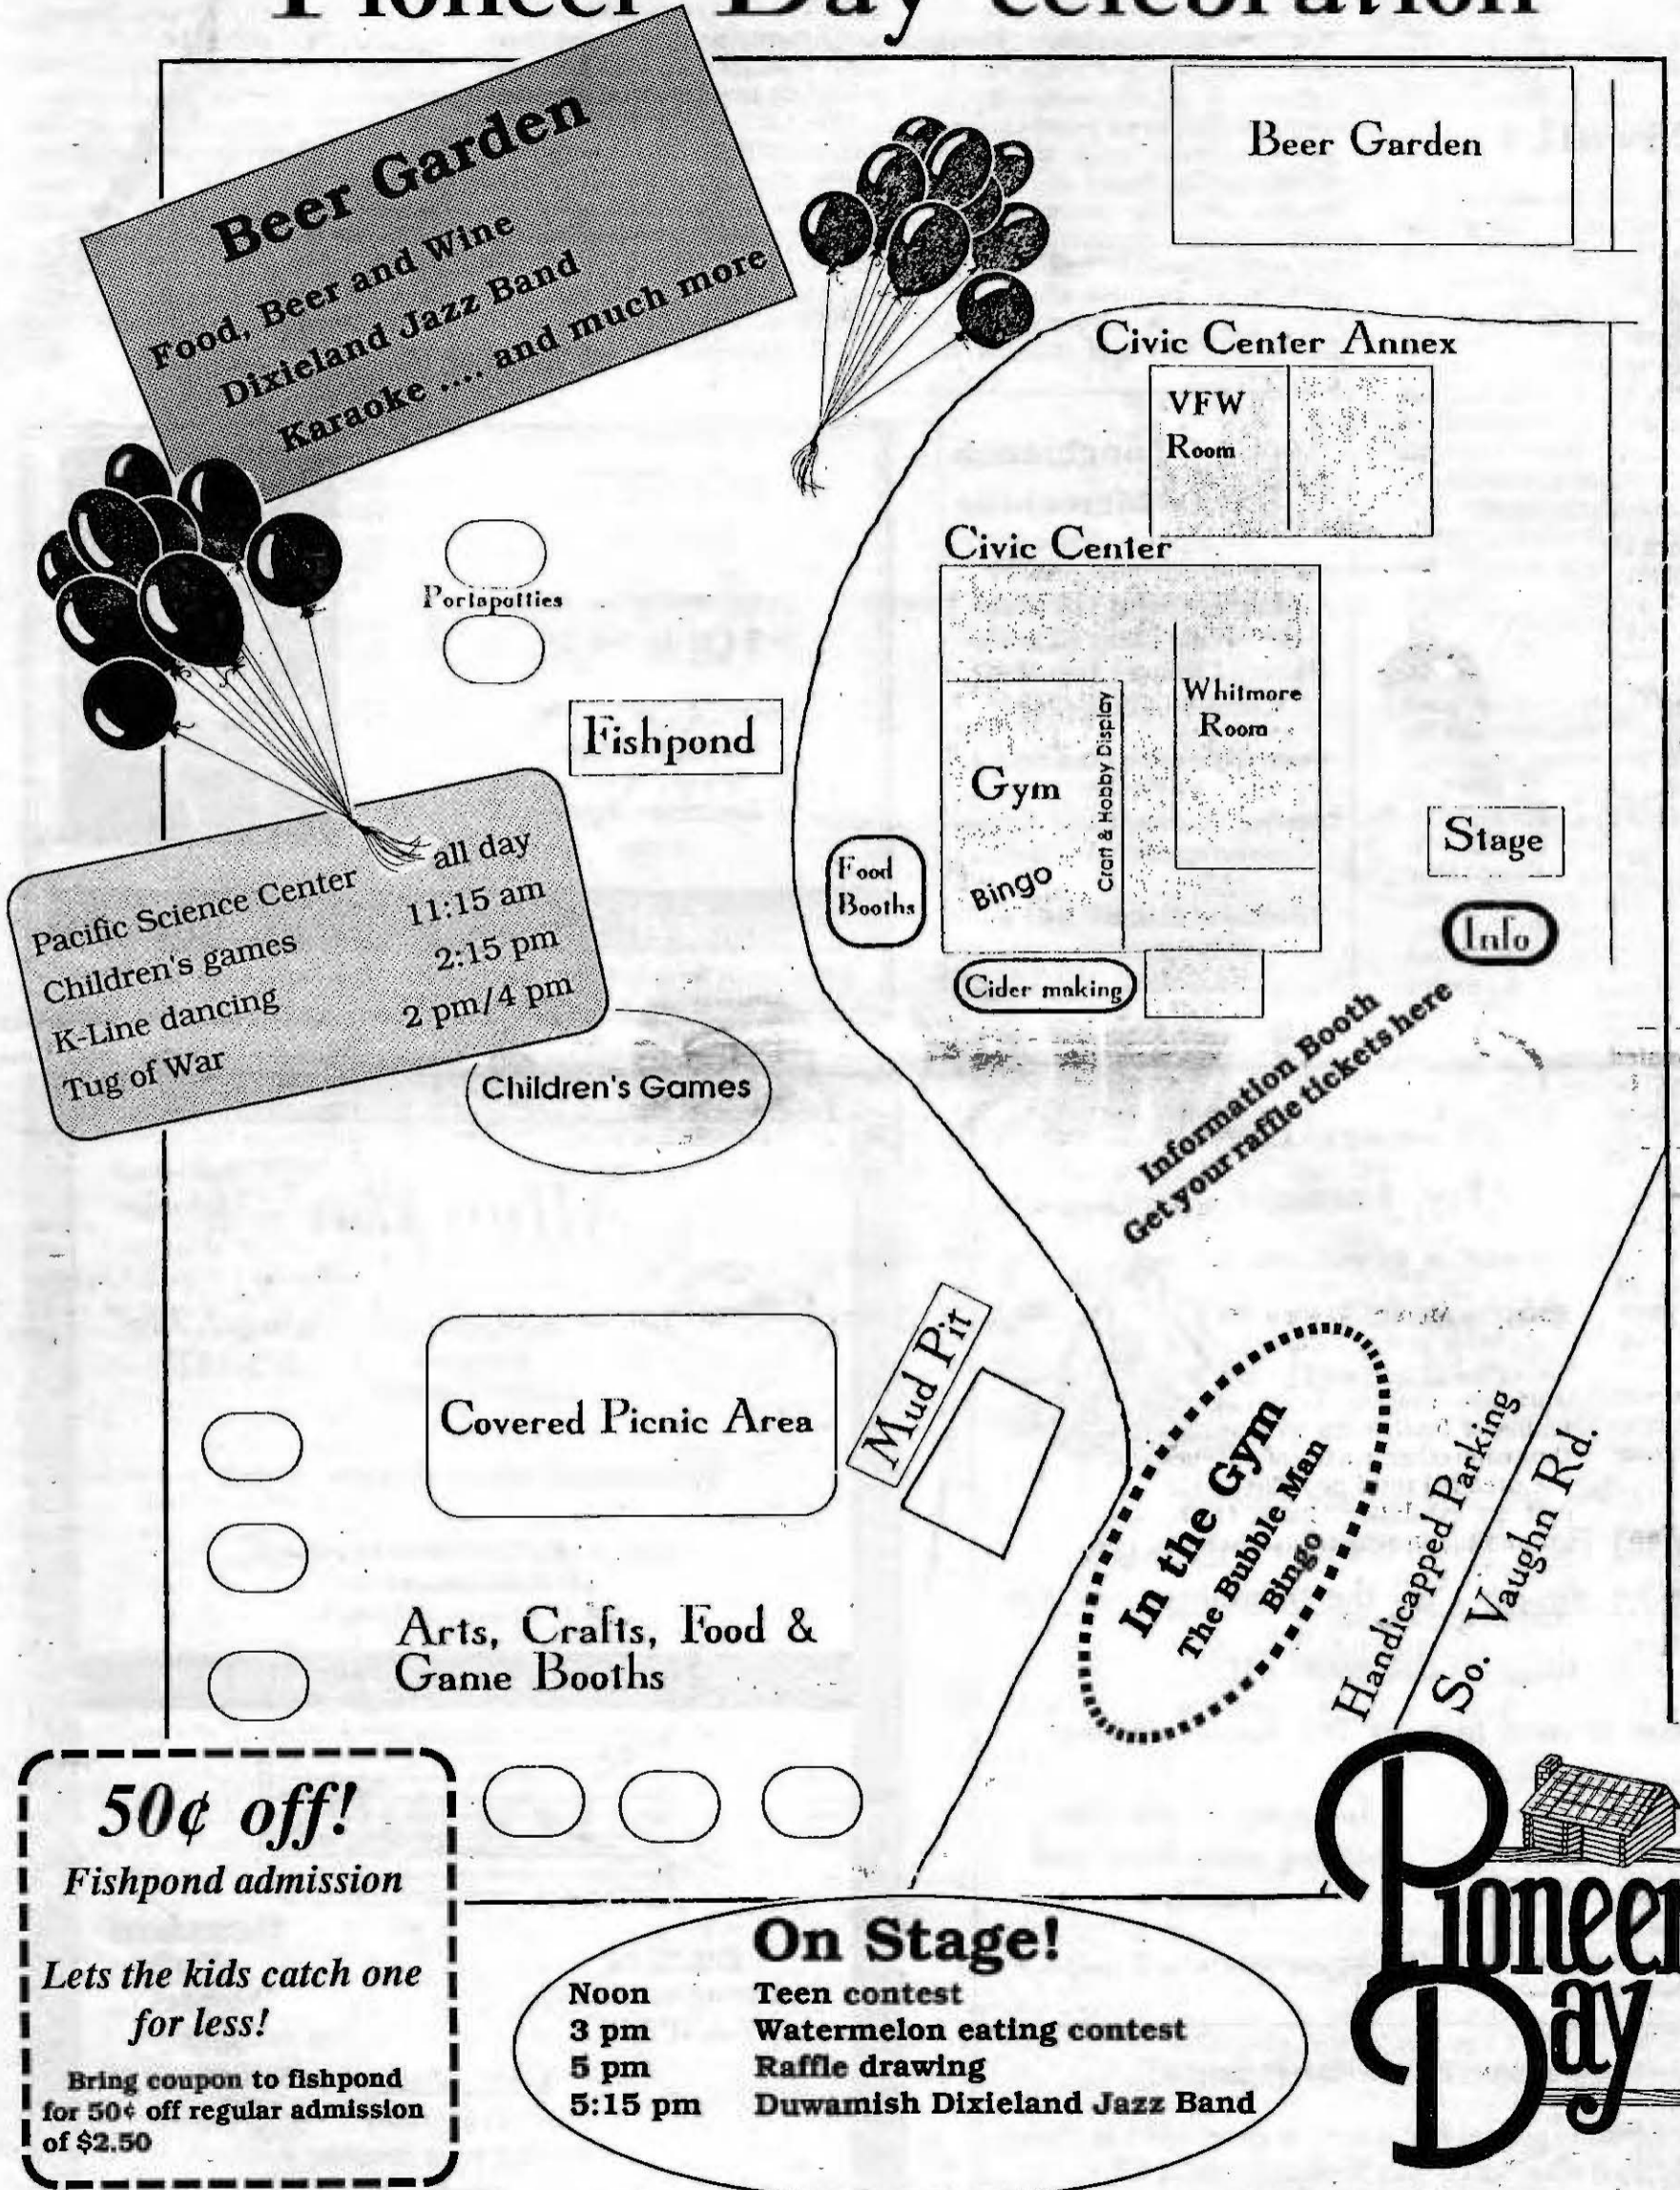 Pioneer Day celebration
Beer Garden
Food, Beer and Wine
Dixieland Jazz Band
Karaoke .... and much more
Beer Garden
Civic Center Annex
VFW
Room
Civic Center
Portapotties
Whitmore
Room
Fishpond
Gym
Craft & Hobby Display
Bingo
Food
Booths
Stage
Info
Cider making
Pacific Science Center all day
Children's games 11:15 am
K-Line dancing 2:15 pm
Tug of War 2 pm/4 pm
Children's Games
Information Booth
Get your raffle tickets here
Mud Pit
Covered Picnic Area
In the Gym
The Bubble Man
Bingo
Handicapped Parking
So. Vaughn Rd.
Arts, Crafts, Food &
Game Booths
50¢ off!
Fishpond admission
Lets the kids catch one
for less!
Bring coupon to fishpond
for 50¢ off regular admission
of $2.50
On Stage!
Noon Teen contest
3 pm Watermelon eating contest
5 pm Raffle drawing
5:15 pm Duwamish Dixieland Jazz Band
Pioneer
Day